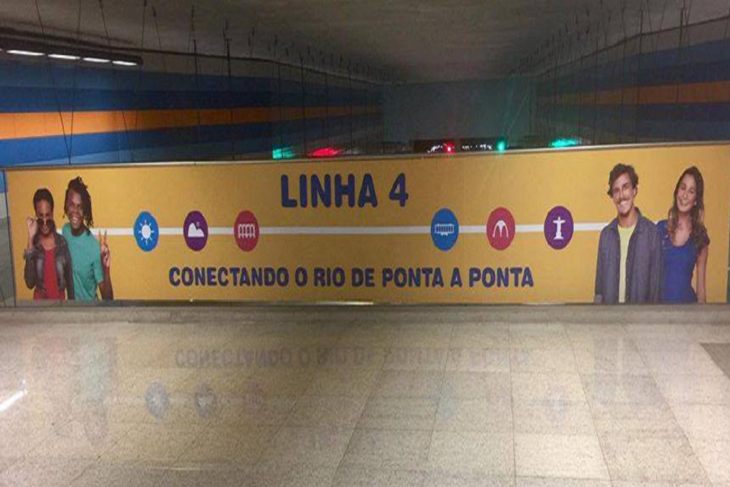 LINHA 4
CONECTANDO O RIO DE PONTA A PONTA